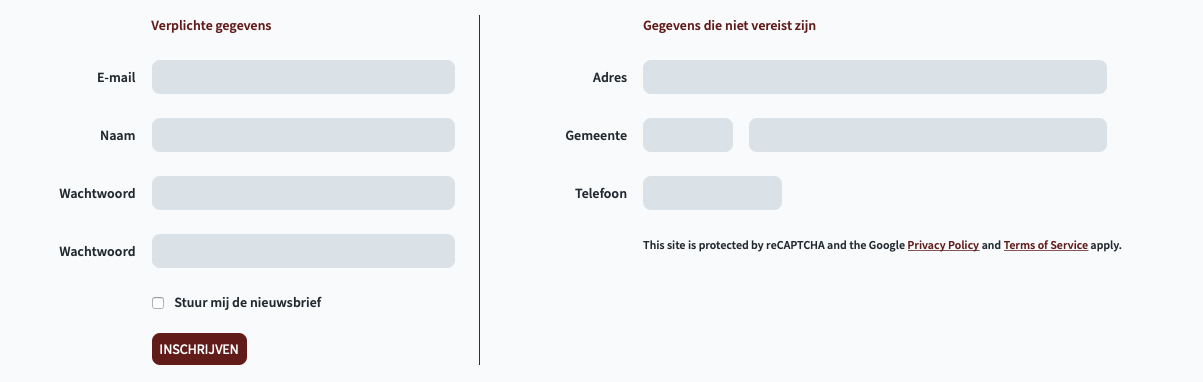 Verplichte gegevens
E-mail
Naam
Wachtwoord
Wachtwoord
Stuur mij de nieuwsbrief
INSCHRIJVEN
Gegevens die niet vereist zijn
Adres
Gemeente
Telefoon
This site is protected by reCAPTCHA and the Google Privacy Policy and Terms of Service apply.